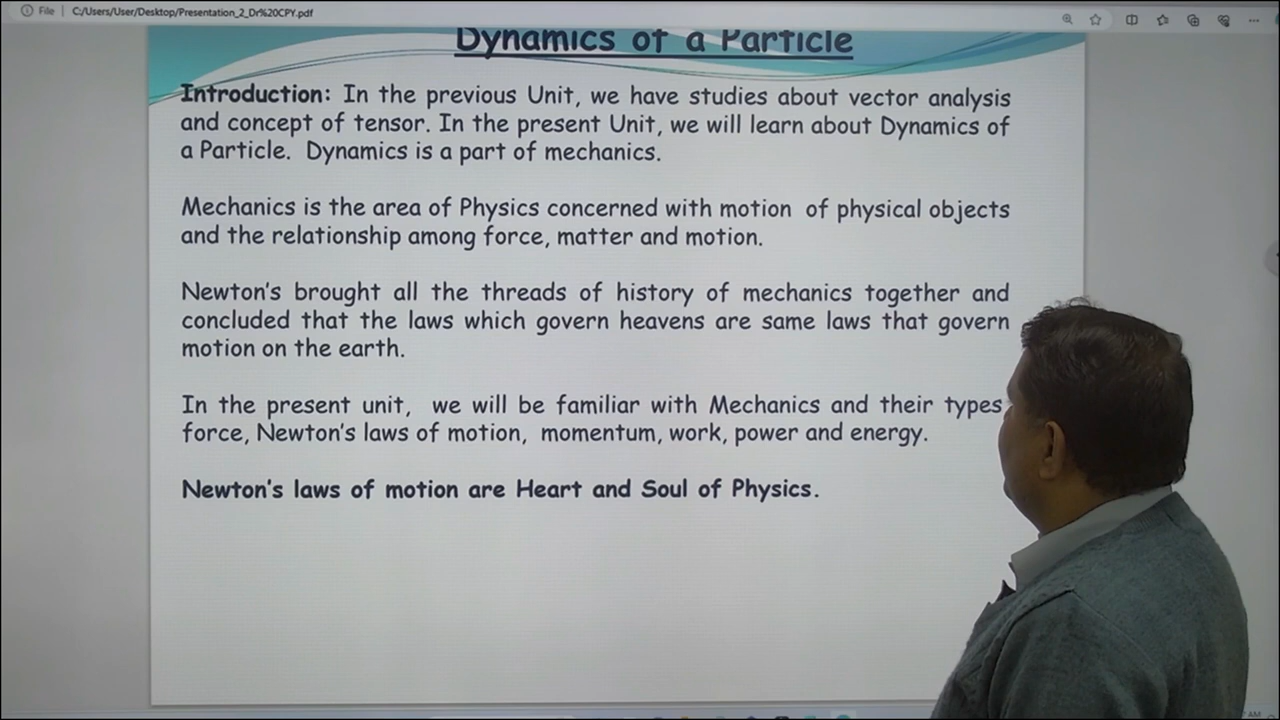 File | C:/Users/User/Desktop/Presentation_2_Dr%20CPY.pdf
Dynamics of a Particle
Introduction: In the previous Unit, we have studies about vector analysis
and concept of tensor. In the present Unit, we will learn about Dynamics of
a Particle. Dynamics is a part of mechanics.
Mechanics is the area of Physics concerned with motion of physical objects
and the relationship among force, matter and motion.
Newton's brought all the threads of history of mechanics together and
concluded that the laws which govern heavens are same laws that govern
motion on the earth.
In the present unit, we will be familiar with Mechanics and their types
force, Newton's laws of motion, momentum, work, power and energy.
Newton's laws of motion are Heart and Soul of Physics.
AM